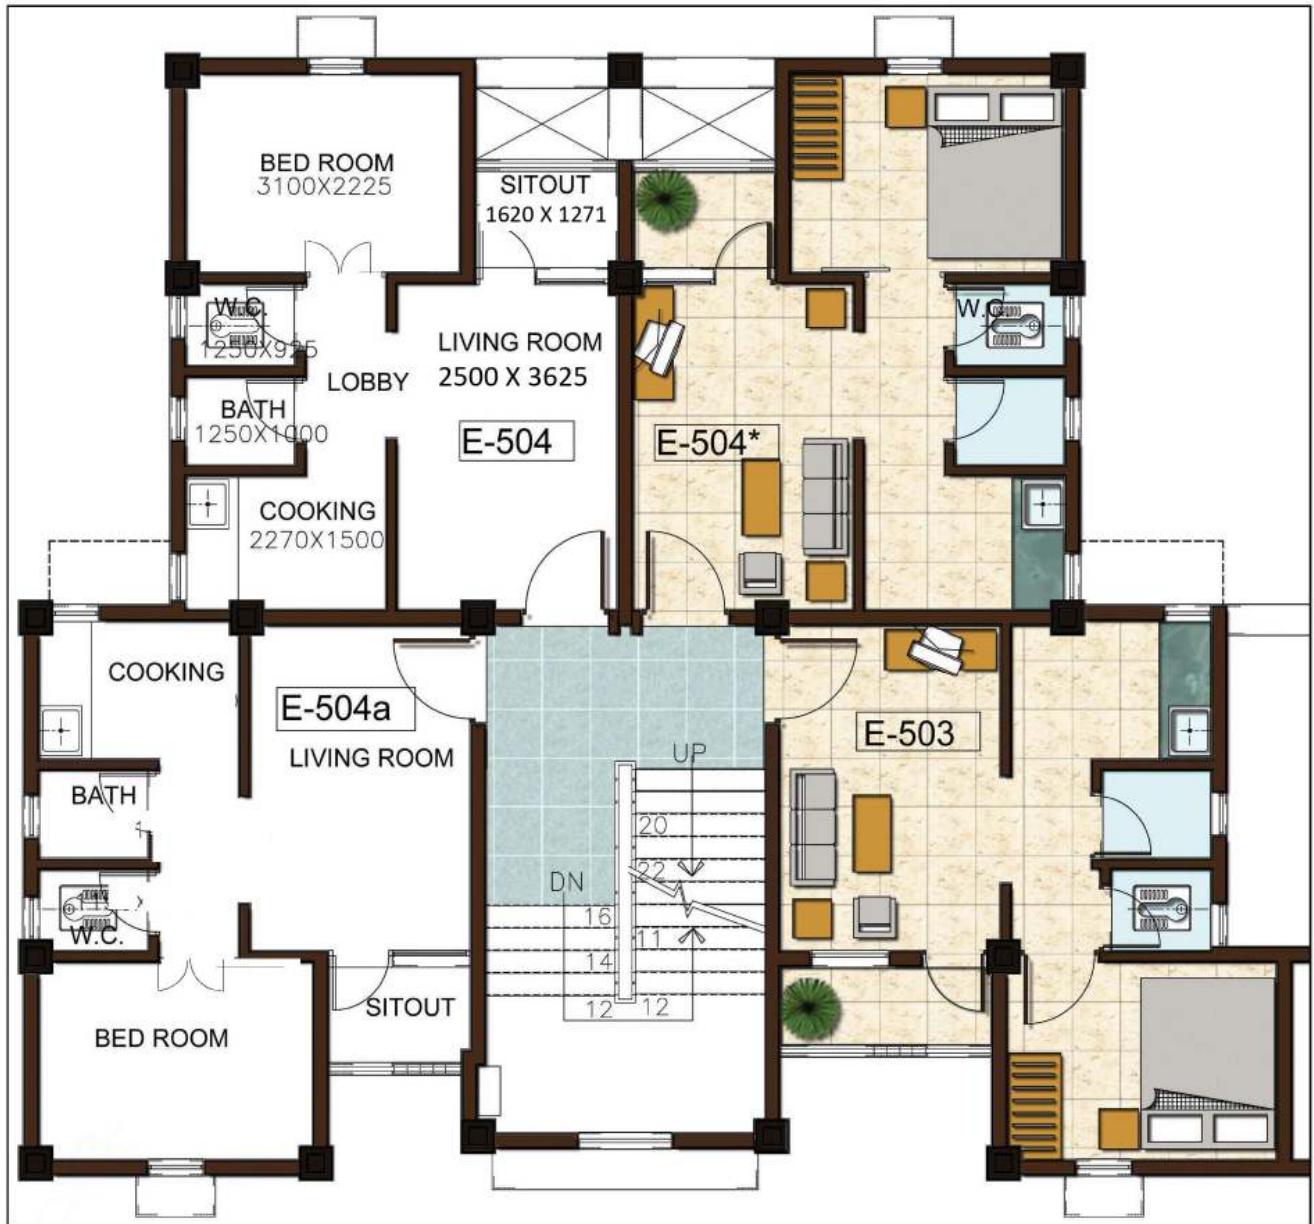 BED ROOM
3100X2225
SITOUT
1620 X 1271
W.C.
1250X925
W.C
LIVING ROOM
2500 X 3625
LOBBY
BATH
1250X1000
E-504
E-504*
COOKING
2270X1500
COOKING
E-504a
E-503
LIVING ROOM
UP
BATH
20
22
DN
16
11
W.C.
14
12
12
SITOUT
BED ROOM